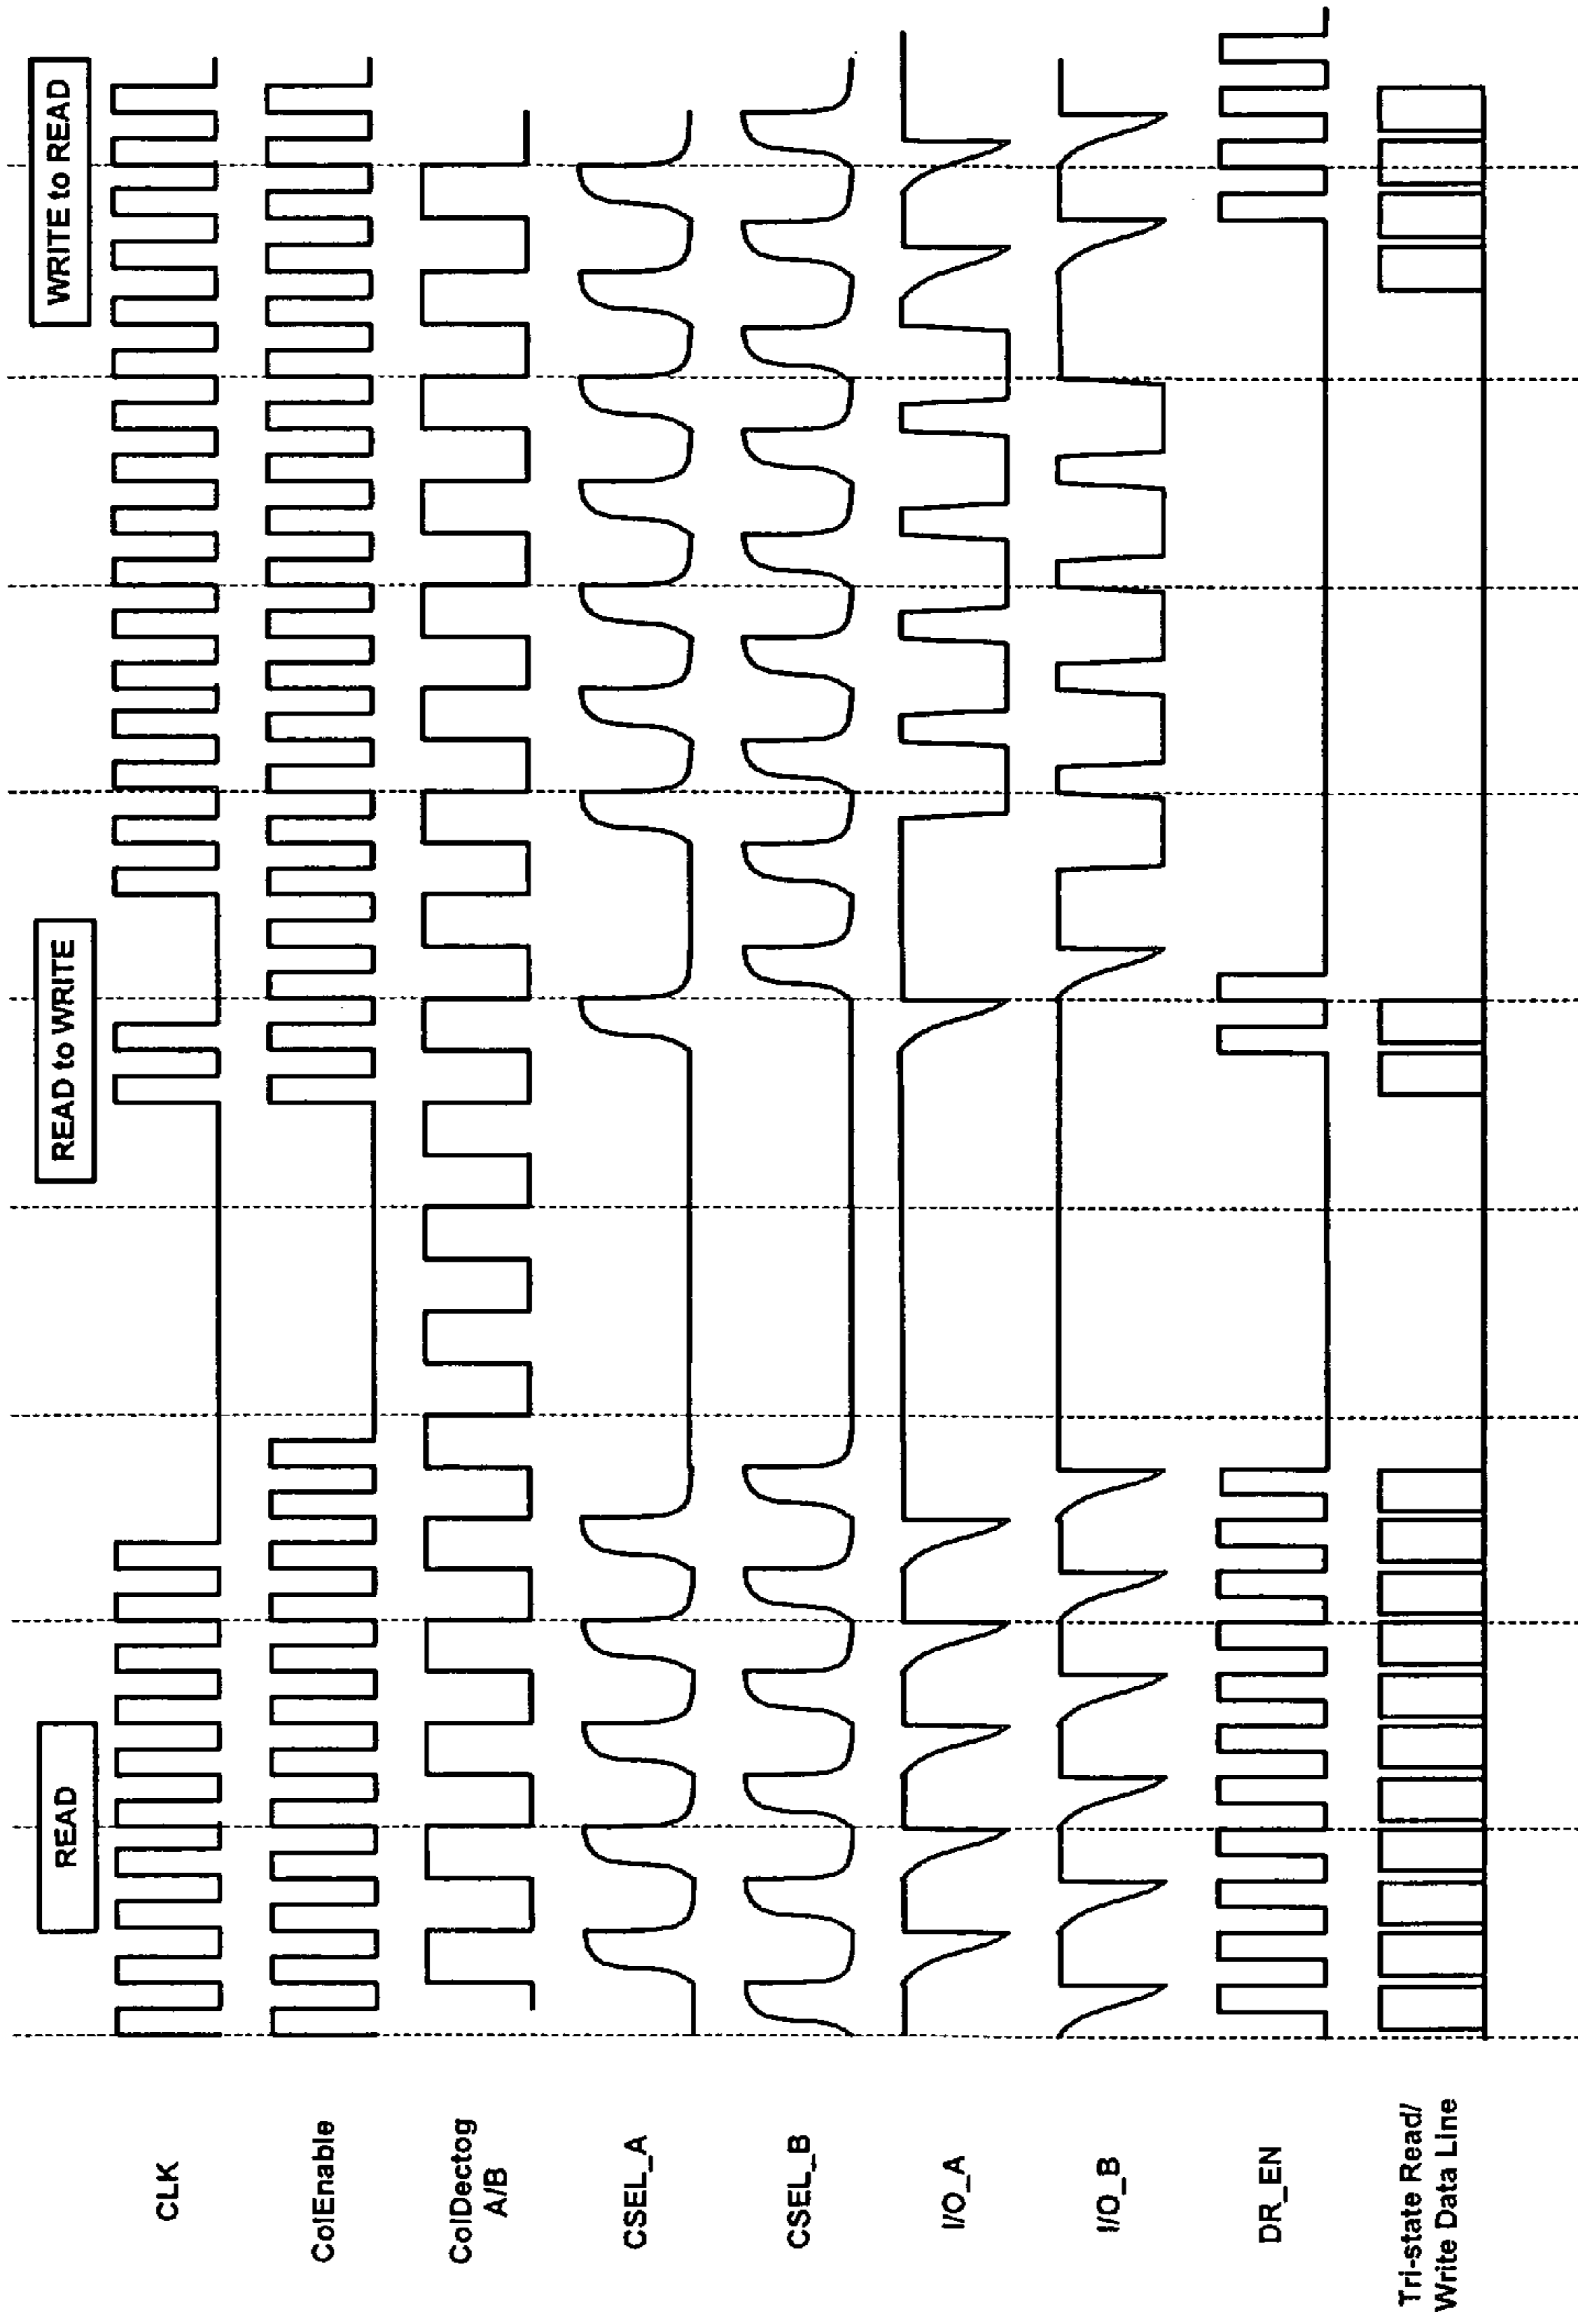 READ
READ to WRITE
WRITE to READ
CLK
ColEnable
ColDectog
A/B
CSEL_A
CSEL_B
I/O_A
I/O_B
DR_EN
Tri-state Read/
Write Data Line